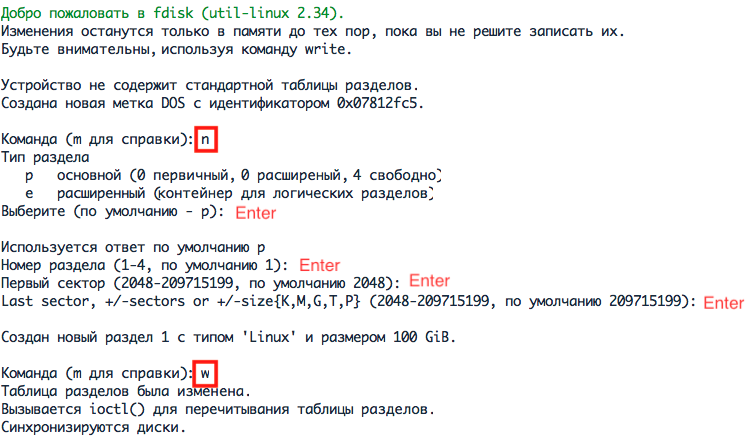 Добро пожаловать в fdisk (util-linux 2.34).
Изменения останутся только в памяти до тех пор, пока вы не решите записать их.
Будьте внимательны, используя команду write.
Устройство не содержит стандартной таблицы разделов.
Создана новая метка DOS с идентификатором 0x07812fc5.
Команда (m для справки): n
Тип раздела
p основной (0 первичный, 0 расширеный, 4 свободно)
e расширенный (контейнер для логических разделов)
Выберите (по умолчанию - p): Enter
Используется ответ по умолчанию p
Номер раздела (1-4, по умолчанию 1): Enter
Первый сектор (2048-209715199, по умолчанию 2048): Enter
Last sector, +/-sectors or +/-size{K,M,G,T,P} (2048-209715199, по умолчанию 209715199): Enter
Создан новый раздел 1 с типом 'Linux' и размером 100 GiB.
Команда (m для справки): w
Таблица разделов была изменена.
Вызывается ioctl() для перечитывания таблицы разделов.
Синхронизируются диски.